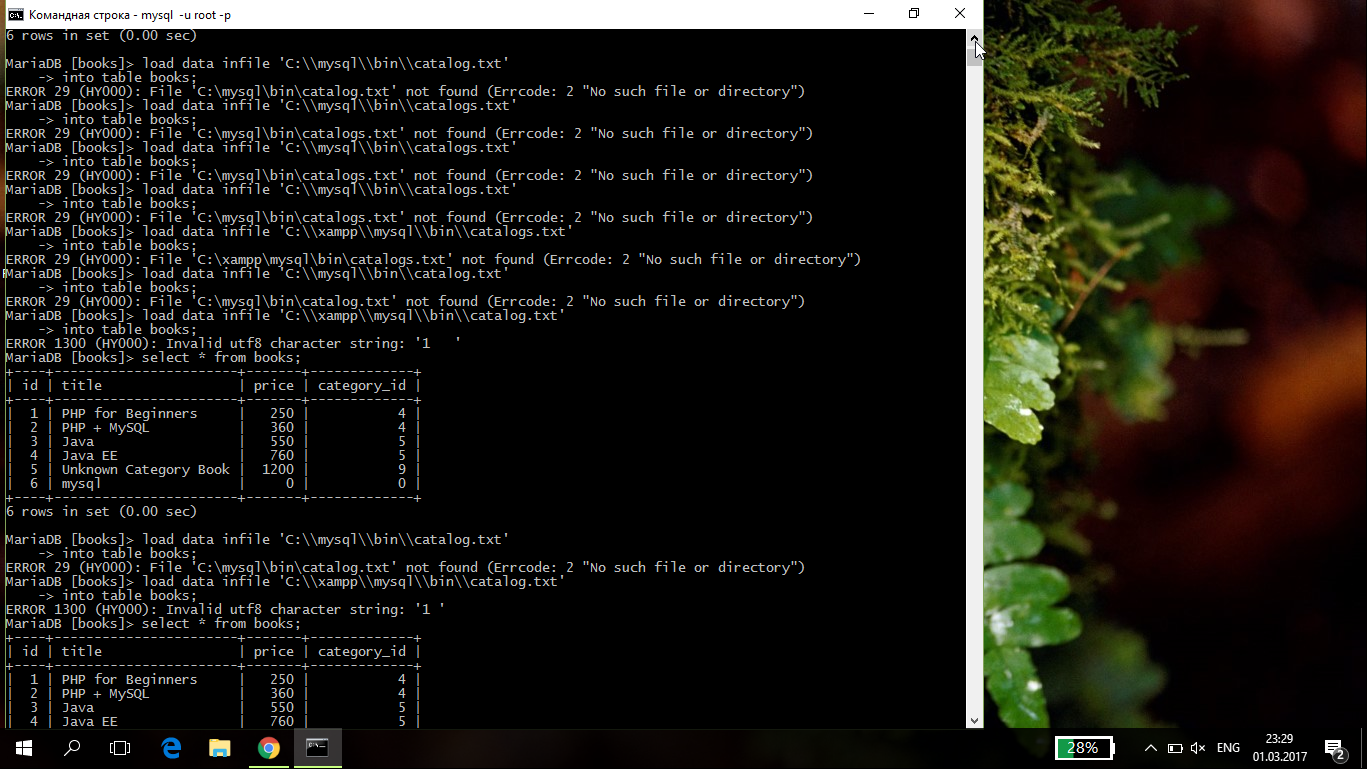 Командная строка - mysql  -u root -p
6 rows in set (0.00 sec)
MariaDB [books]> load data infile 'C:\\mysql\\bin\\catalog.txt'
    -> into table books;
ERROR 29 (HY000): File 'C:\mysql\bin\catalog.txt' not found (Errcode: 2 "No such file or directory")
MariaDB [books]> load data infile 'C:\\mysql\\bin\\catalogs.txt'
    -> into table books;
ERROR 29 (HY000): File 'C:\mysql\bin\catalogs.txt' not found (Errcode: 2 "No such file or directory")
MariaDB [books]> load data infile 'C:\\mysql\\bin\\catalogs.txt'
    -> into table books;
ERROR 29 (HY000): File 'C:\mysql\bin\catalogs.txt' not found (Errcode: 2 "No such file or directory")
MariaDB [books]> load data infile 'C:\\mysql\\bin\\catalogs.txt'
    -> into table books;
ERROR 29 (HY000): File 'C:\mysql\bin\catalogs.txt' not found (Errcode: 2 "No such file or directory")
MariaDB [books]> load data infile 'C:\\xampp\\mysql\\bin\\catalogs.txt'
    -> into table books;
ERROR 29 (HY000): File 'C:\xampp\mysql\bin\catalogs.txt' not found (Errcode: 2 "No such file or directory")
MariaDB [books]> load data infile 'C:\\mysql\\bin\\catalog.txt'
    -> into table books;
ERROR 29 (HY000): File 'C:\mysql\bin\catalog.txt' not found (Errcode: 2 "No such file or directory")
MariaDB [books]> load data infile 'C:\\xampp\\mysql\\bin\\catalog.txt'
    -> into table books;
ERROR 1300 (HY000): Invalid utf8 character string: '1   '
MariaDB [books]> select * from books;
+----+-----------------------+-------+-------------+
| id | title                 | price | category_id |
+----+-----------------------+-------+-------------+
|  1 | PHP for Beginners     |   250 |           4 |
|  2 | PHP + MySQL           |   360 |           4 |
|  3 | Java                  |   550 |           5 |
|  4 | Java EE               |   760 |           5 |
|  5 | Unknown Category Book |  1200 |           9 |
|  6 | mysql                 |     0 |           0 |
+----+-----------------------+-------+-------------+
6 rows in set (0.00 sec)
MariaDB [books]> load data infile 'C:\\mysql\\bin\\catalog.txt'
    -> into table books;
ERROR 29 (HY000): File 'C:\mysql\bin\catalog.txt' not found (Errcode: 2 "No such file or directory")
MariaDB [books]> load data infile 'C:\\xampp\\mysql\\bin\\catalog.txt'
    -> into table books;
ERROR 1300 (HY000): Invalid utf8 character string: '1 '
MariaDB [books]> select * from books;
+----+-----------------------+-------+-------------+
| id | title                 | price | category_id |
+----+-----------------------+-------+-------------+
|  1 | PHP for Beginners     |   250 |           4 |
|  2 | PHP + MySQL           |   360 |           4 |
|  3 | Java                  |   550 |           5 |
|  4 | Java EE               |   760 |           5 |
28%
ENG
23:29
01.03.2017
2